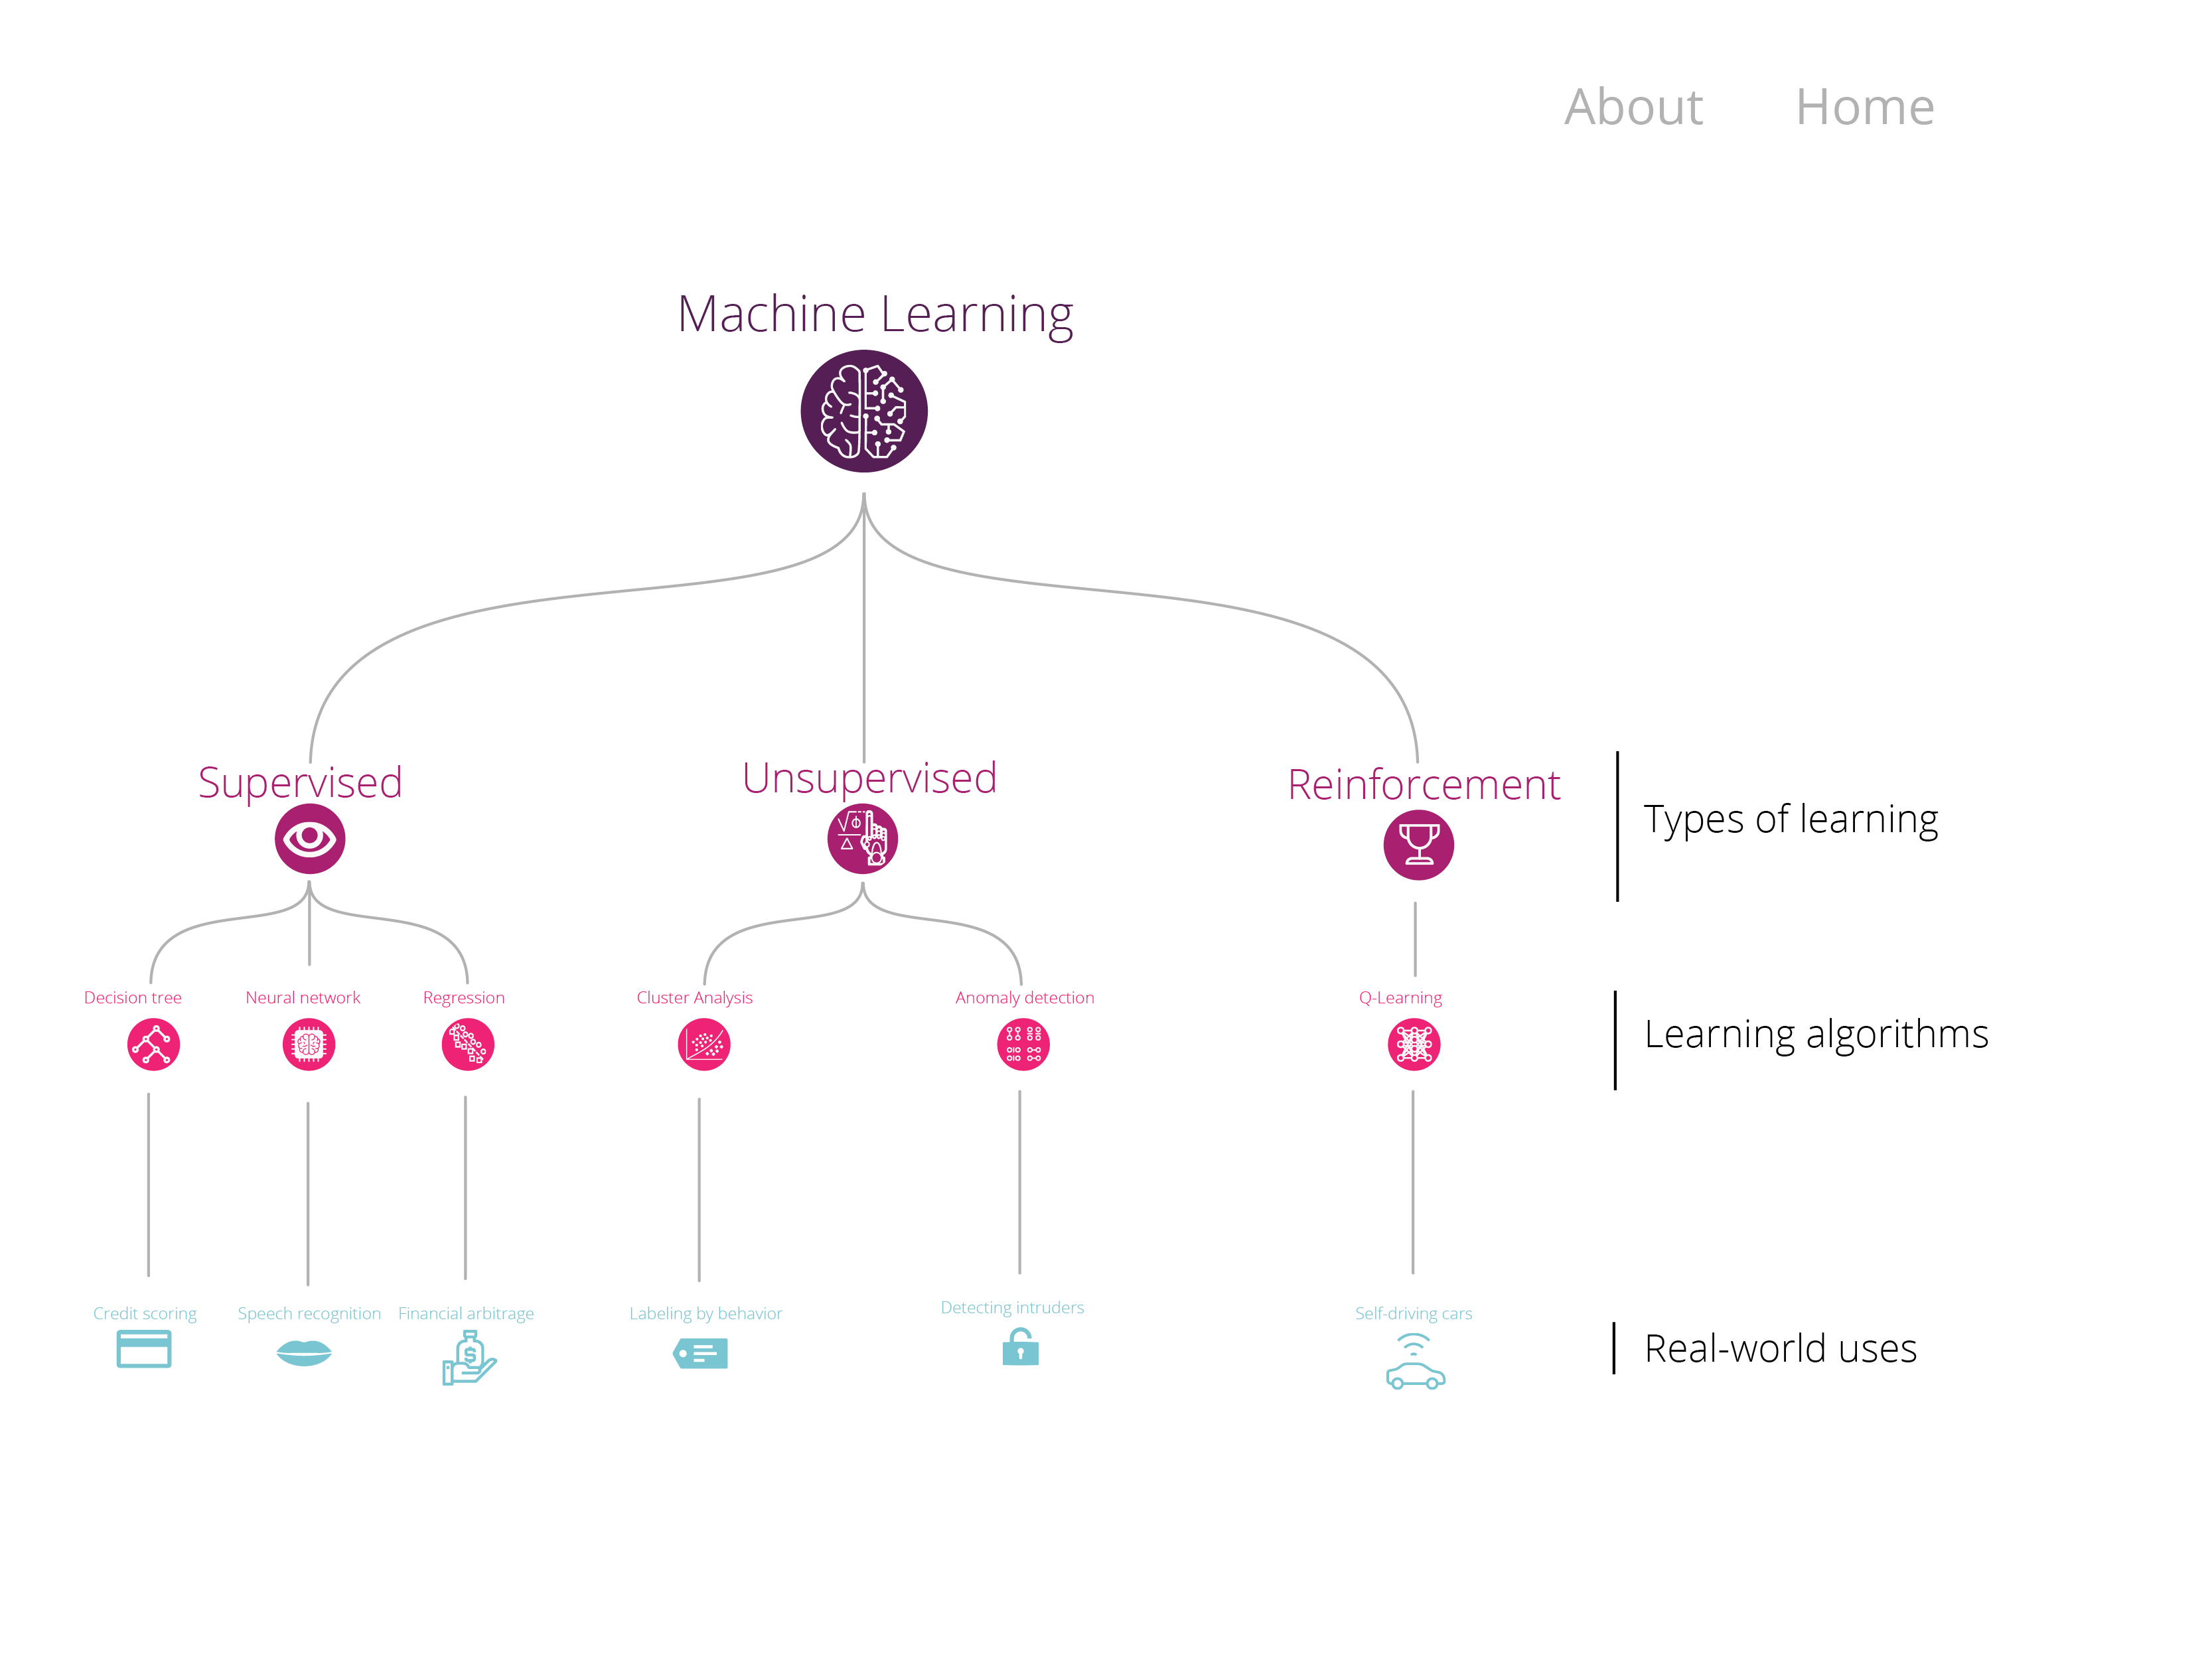 About Home
Machine Learning
Supervised Unsupervised Reinforcement
Types of learning
Decision tree Neural network Regression Cluster Analysis Anomaly detection Q-Learning
Learning algorithms
Credit scoring Speech recognition Financial arbitrage Labeling by behavior Detecting intruders Self-driving cars
Real-world uses